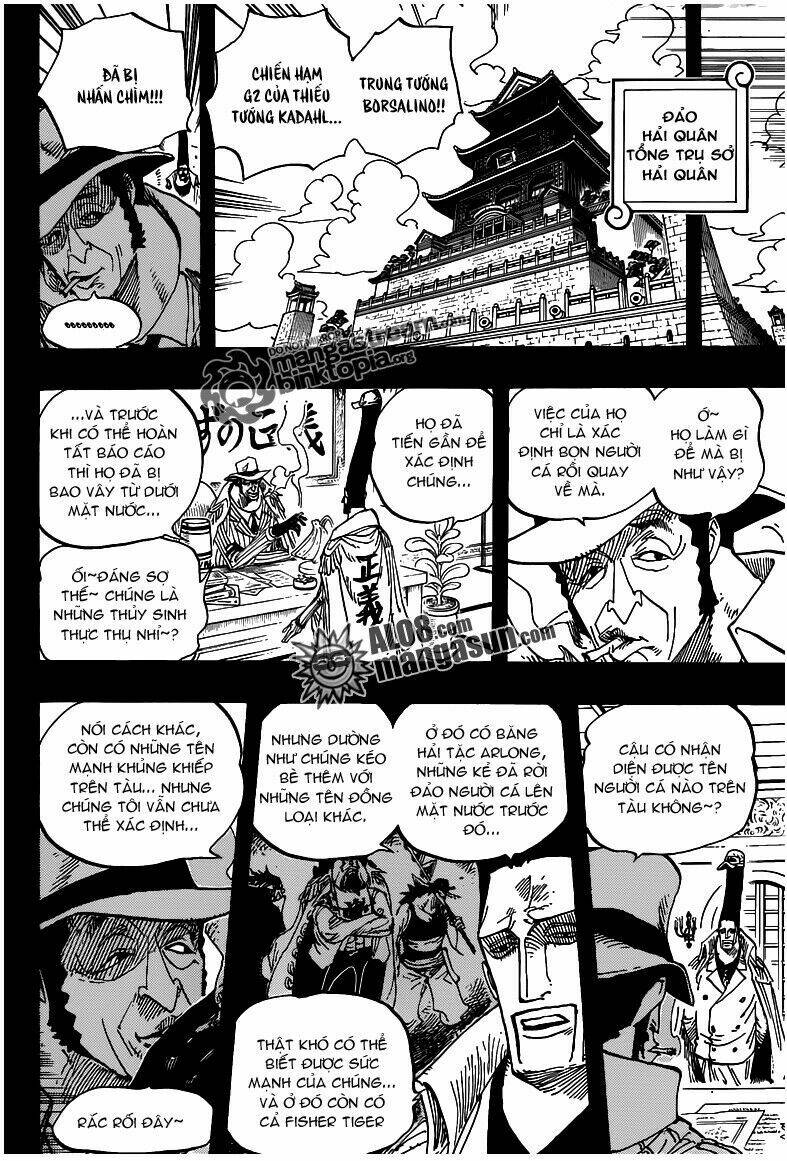 ĐẢO
HẢI QUÂN
TỔNG TRỤ SỞ
HẢI QUÂN
TRUNG TƯỚNG
BORSALINO!!
CHIẾN HẠM
G2 CỦA THIẾU
TƯỚNG KADAHL...
ĐÃ BỊ
NHẤN CHÌM!!!
..........
Ớ~
HỌ LÀM GÌ
ĐỂ MÀ BỊ
NHƯ VẬY?
VIỆC CỦA HỌ
CHỈ LÀ XÁC
ĐỊNH BỌN NGƯỜI
CÁ RỒI QUAY
VỀ MÀ.
HỌ ĐÃ
TIẾN GẦN ĐỂ
XÁC ĐỊNH
CHÚNG...
...VÀ TRƯỚC
KHI CÓ THỂ HOÀN
TẤT BÁO CÁO
THÌ HỌ ĐÃ BỊ
BAO VÂY TỪ DƯỚI
MẶT NƯỚC...
ỐI~ĐÁNG SỢ
THẾ~ CHÚNG LÀ
NHỮNG THỦY SINH
THỰC THỤ NHỈ~?
正義
mangastream.com
binktopia.org
AL08.com
mangasun.com
CẬU CÓ NHẬN
DIỆN ĐƯỢC TÊN
NGƯỜI CÁ NÀO TRÊN
TÀU KHÔNG~?
Ở ĐÓ CÓ BĂNG
HẢI TẶC ARLONG,
NHỮNG KẺ ĐÃ RỜI
ĐẢO NGƯỜI CÁ LÊN
MẶT NƯỚC TRƯỚC
ĐÓ...
NHƯNG DƯỜNG
NHƯ CHÚNG KÉO
BÈ THÊM VỚI
NHỮNG TÊN ĐỒNG
LOẠI KHÁC.
THẬT KHÓ CÓ THỂ
BIẾT ĐƯỢC SỨC
MẠNH CỦA CHÚNG...
VÀ Ở ĐÓ CÒN CÓ
CẢ FISHER TIGER
NÓI CÁCH KHÁC,
CÒN CÓ NHỮNG TÊN
MẠNH KHỦNG KHIẾP
TRÊN TÀU... NHƯNG
CHÚNG TÔI VẪN CHƯA
THỂ XÁC ĐỊNH...
RẮC RỐI ĐÂY~